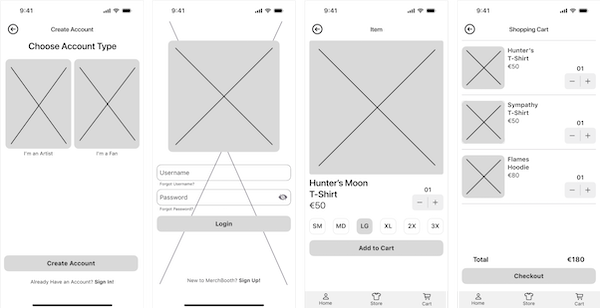 9:41
Create Account
Choose Account Type
I'm an Artist
I'm a Fan
Create Account
Already Have an Account? Sign In!
9:41
Username
Forgot Username?
Password
Forgot Password?
Login
New to MerchBooth? Sign Up!
9:41
Item
Hunter's Moon
T-Shirt
€50
01
SM MD LG XL 2X 3X
Add to Cart
Home Store Cart
9:41
Shopping Cart
Hunter's
T-Shirt
€50
01
Sympathy
T-Shirt
€50
01
Flames
Hoodie
€80
01
Total €180
Checkout
Home Store Cart